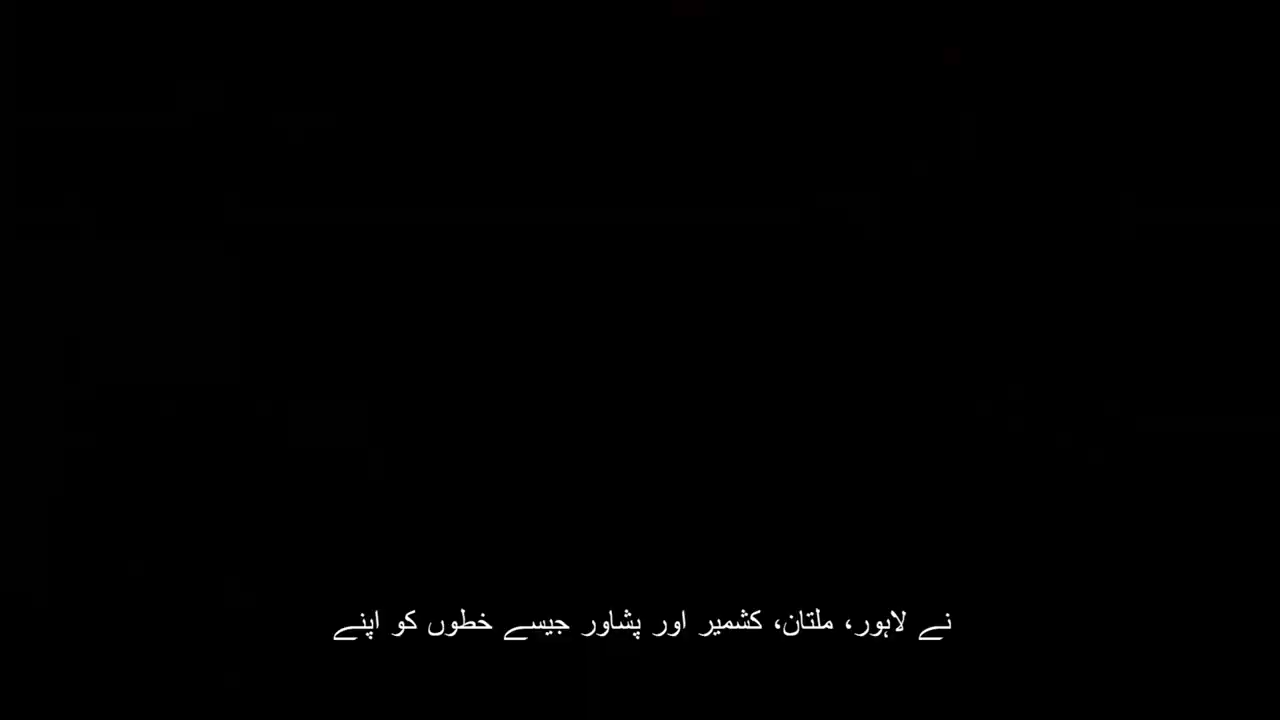 نے لاہور، ملتان، کشمیر اور پشاور جیسے خطوں کو اپنے